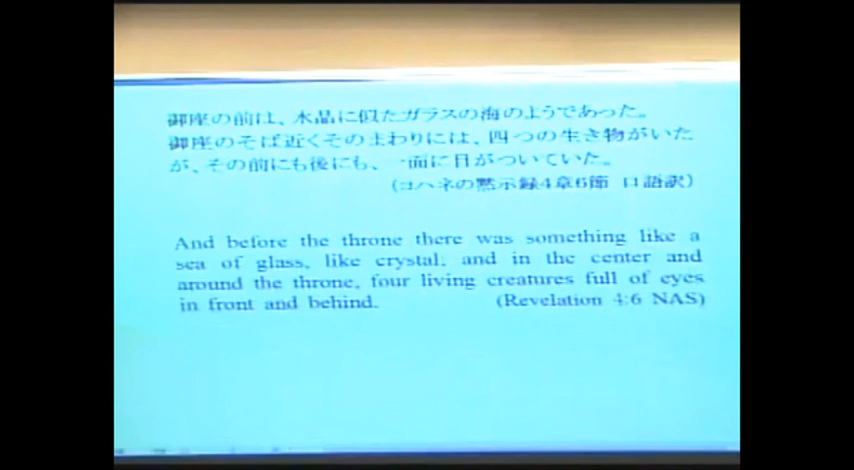 御座の前は、水晶に似たガラスの海のようであった。
御座のそば近くそのまわりには、四つの生き物がいた
が、その前にも後にも、一面に目がついていた。
(ヨハネの黙示録4章6節 口語訳)
And before the throne there was something like a
sea of glass, like crystal; and in the center and
around the throne, four living creatures full of eyes
in front and behind. (Revelation 4:6 NAS)